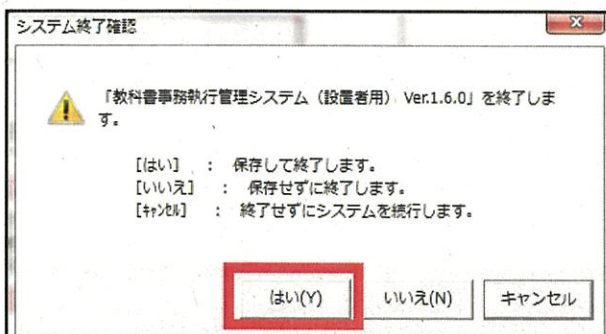 システム終了確認
「教科書事務執行管理システム（設置者用） Ver.1.6.0」を終了しま
す。
［はい］ ： 保存して終了します。
［いいえ］ ： 保存せずに終了します。
［ｷｬﾝｾﾙ］ ： 終了せずにシステムを続行します。
はい(Y) いいえ(N) キャンセル